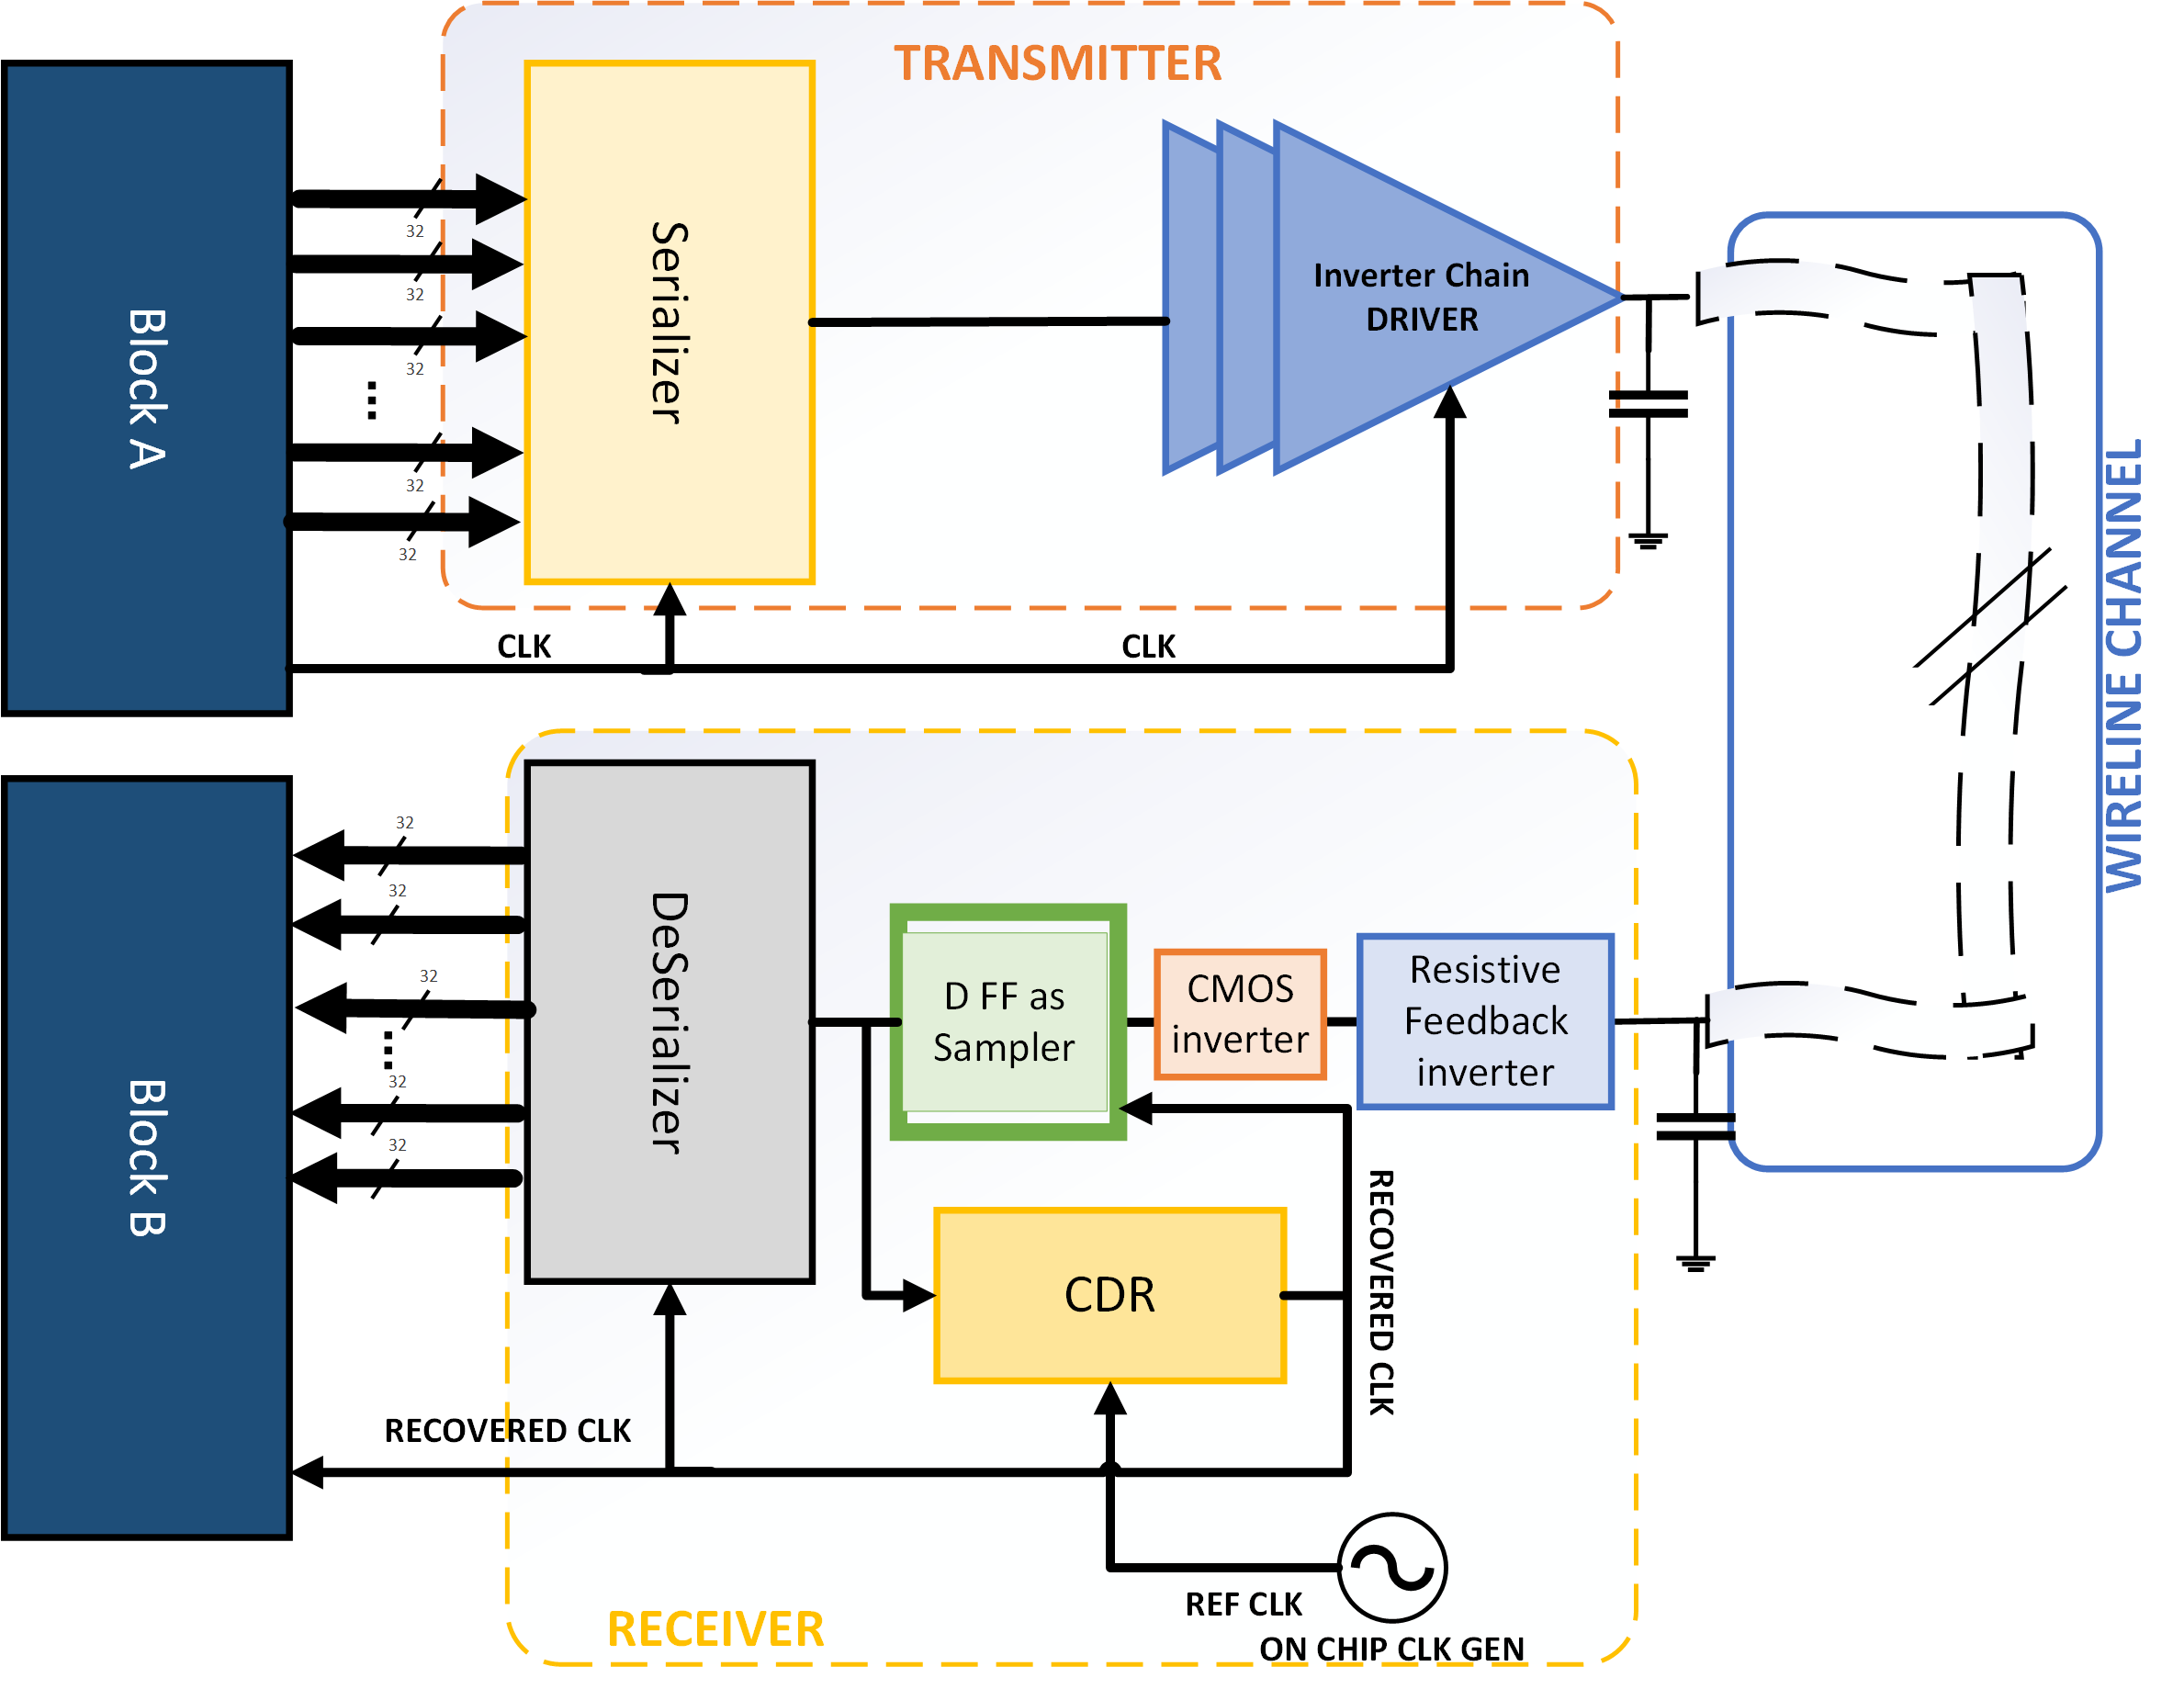 TRANSMITTER
Block A
Serializer
Inverter Chain
DRIVER
32
32
32
...
32
32
CLK
CLK
WIRELINE CHANNEL
Block B
DeSerializer
32
32
32
...
32
32
D FF as
Sampler
CMOS
inverter
Resistive
Feedback
inverter
CDR
RECOVERED CLK
RECOVERED CLK
REF CLK
ON CHIP CLK GEN
RECEIVER